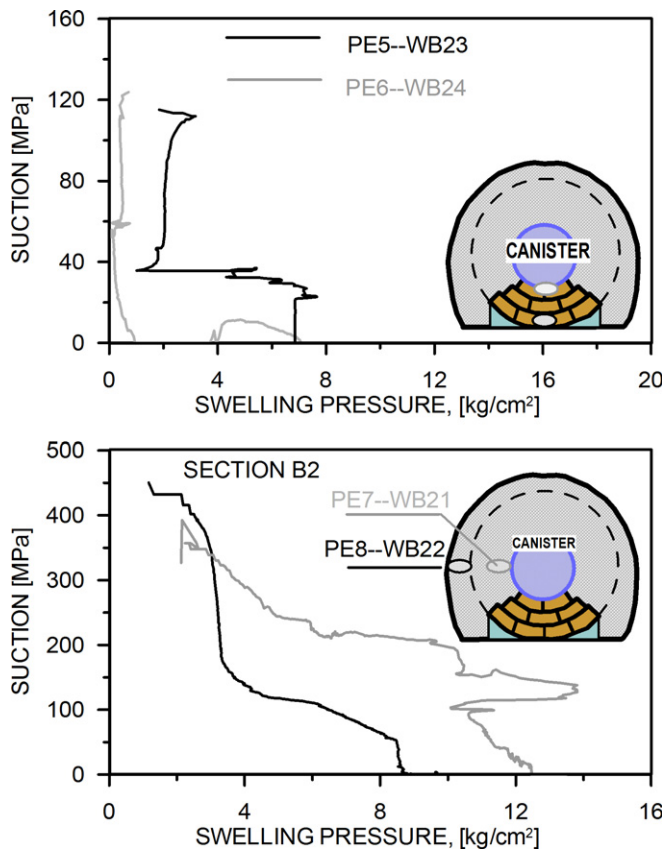 160
120
80
40
0
SUCTION [MPa]
PE5--WB23
PE6--WB24
CANISTER
0 4 8 12 16 20
SWELLING PRESSURE, [kg/cm²]
500
400
300
200
100
0
SUCTION [MPa]
SECTION B2
PE7--WB21
PE8--WB22
CANISTER
0 4 8 12 16
SWELLING PRESSURE, [kg/cm²]